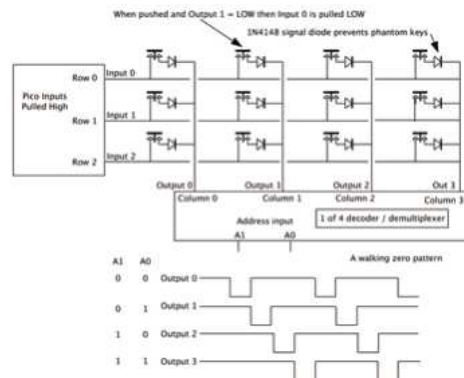 When pushed and Output 1 = LOW then Input 0 is pulled LOW
1N4148 signal diode prevents phantom keys
Pico Inputs
Pulled High
Row 0
Input 0
Row 1
Input 1
Row 2
Input 2
Output 0
Output 1
Output 2
Out 3
Column 0
Column 1
Column 2
Column 3
Address input
1 of 4 decoder / demultiplexer
A1
A0
A walking zero pattern
A1 A0
0 0 Output 0
0 1 Output 1
1 0 Output 2
1 1 Output 3